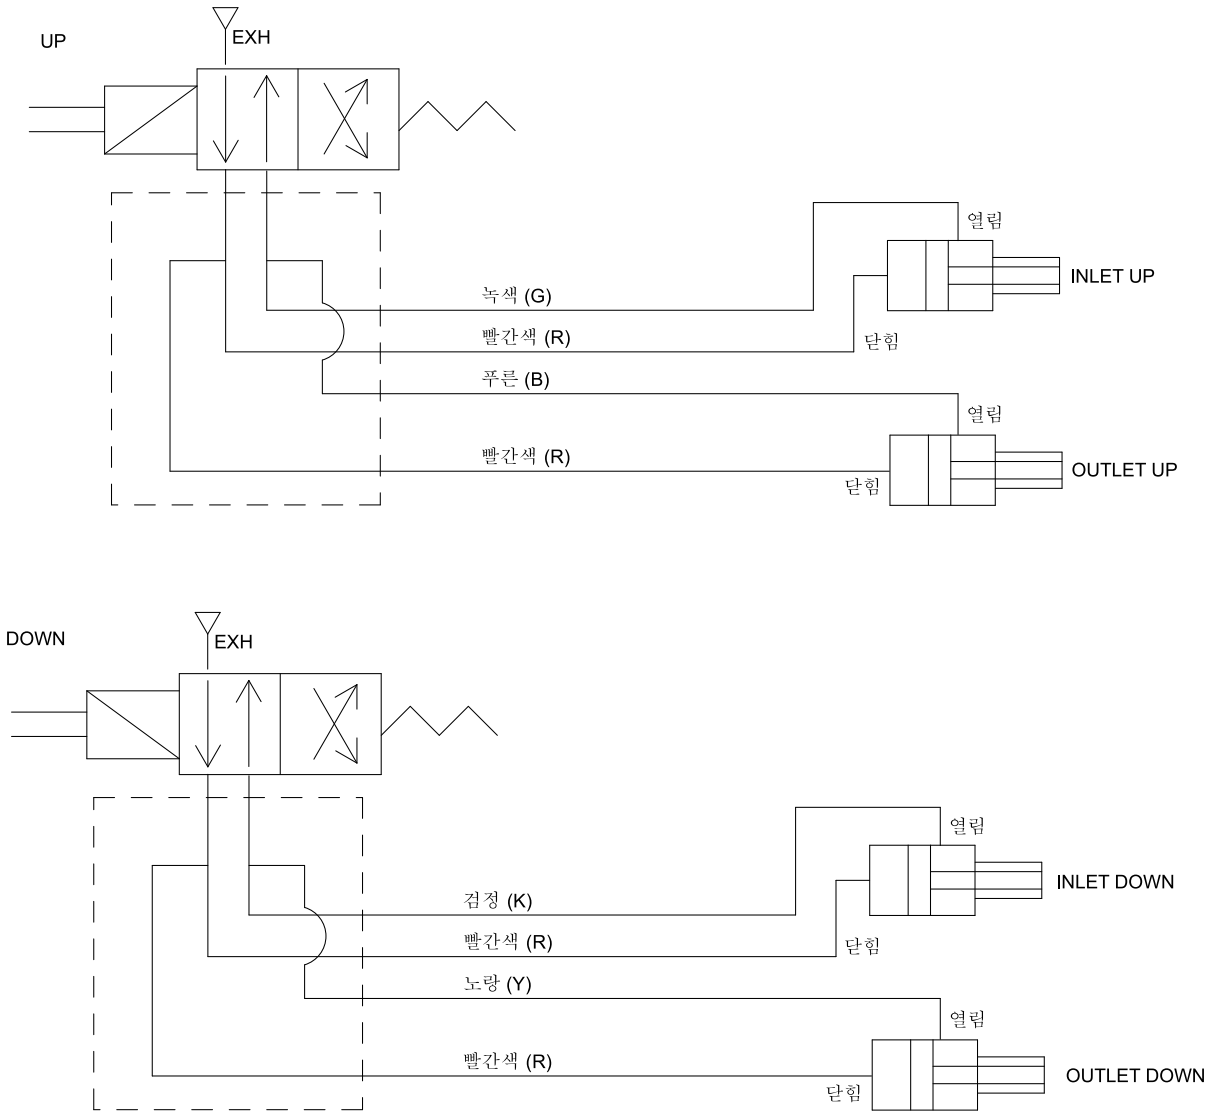 UP
EXH
열림
INLET UP
녹색 (G)
빨간색 (R)
닫힘
푸른 (B)
열림
빨간색 (R)
OUTLET UP
닫힘
DOWN
EXH
열림
INLET DOWN
검정 (K)
빨간색 (R)
닫힘
노랑 (Y)
열림
빨간색 (R)
OUTLET DOWN
닫힘